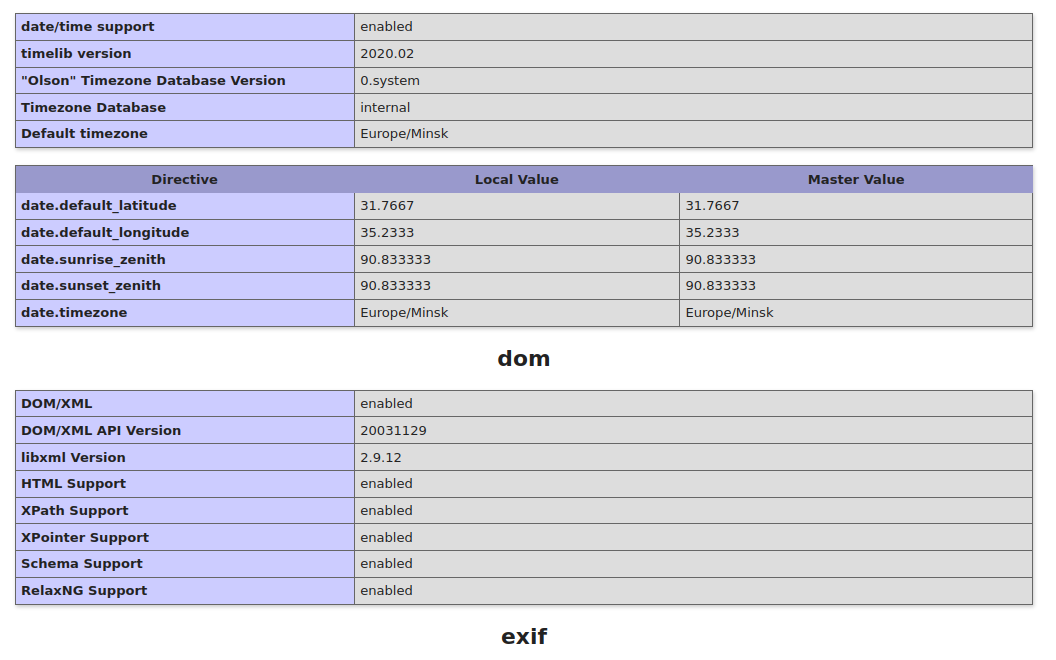 date/time support enabled
timelib version 2020.02
"Olson" Timezone Database Version 0.system
Timezone Database internal
Default timezone Europe/Minsk
Directive Local Value Master Value
date.default_latitude 31.7667 31.7667
date.default_longitude 35.2333 35.2333
date.sunrise_zenith 90.833333 90.833333
date.sunset_zenith 90.833333 90.833333
date.timezone Europe/Minsk Europe/Minsk
dom
DOM/XML enabled
DOM/XML API Version 20031129
libxml Version 2.9.12
HTML Support enabled
XPath Support enabled
XPointer Support enabled
Schema Support enabled
RelaxNG Support enabled
exif